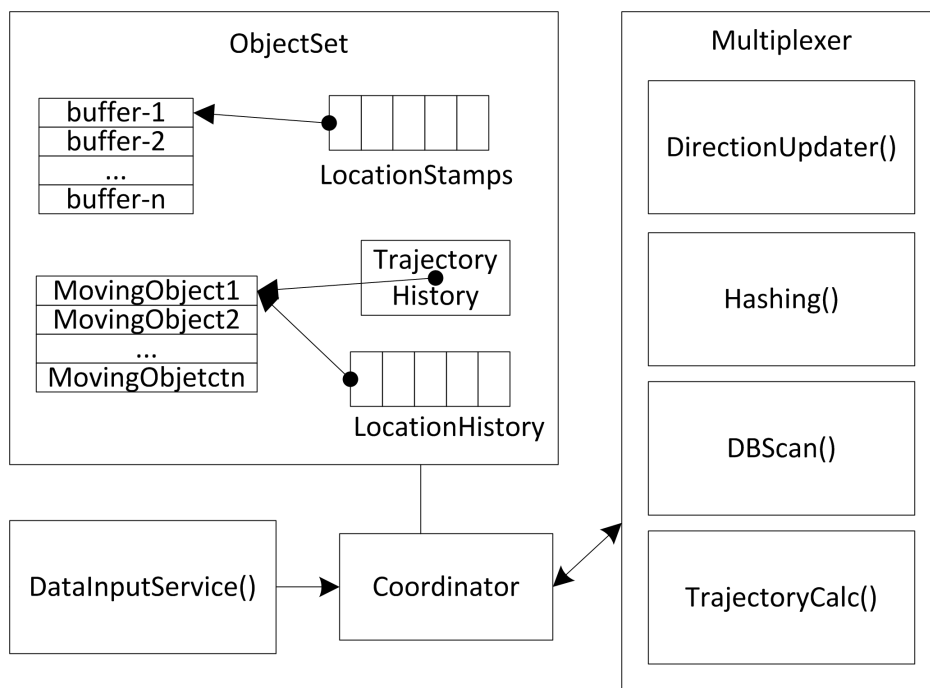 ObjectSet
buffer-1
buffer-2
...
buffer-n
LocationStamps
Trajectory
History
MovingObject1
MovingObject2
...
MovingObjetctn
LocationHistory
DataInputService()
Coordinator
Multiplexer
DirectionUpdater()
Hashing()
DBScan()
TrajectoryCalc()